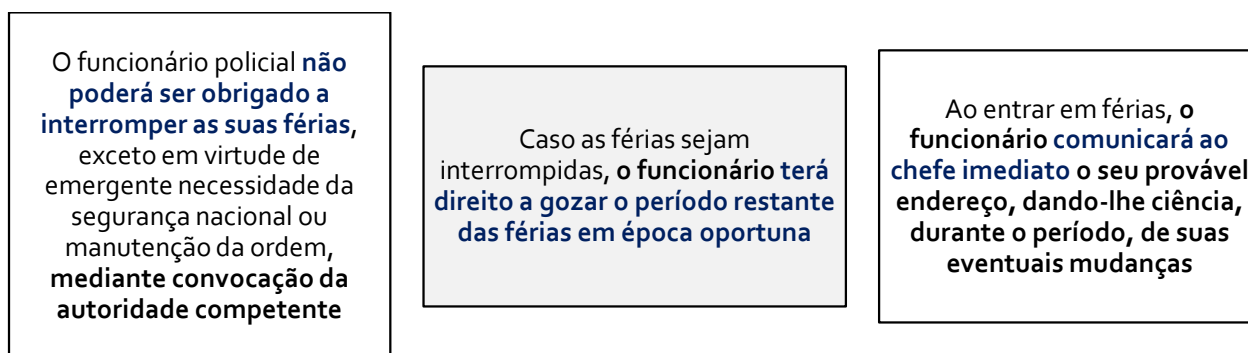 O funcionário policial não
poderá ser obrigado a
interromper as suas férias,
exceto em virtude de
emergente necessidade da
segurança nacional ou
manutenção da ordem,
mediante convocação da
autoridade competente
Caso as férias sejam
interrompidas, o funcionário terá
direito a gozar o período restante
das férias em época oportuna
Ao entrar em férias, o
funcionário comunicará ao
chefe imediato o seu provável
endereço, dando-lhe ciência,
durante o período, de suas
eventuais mudanças